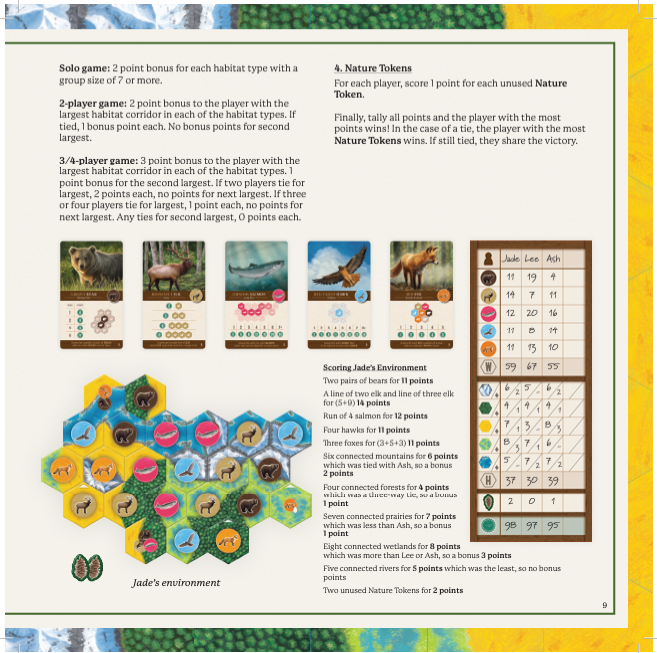 Solo game: 2 point bonus for each habitat type with a
group size of 7 or more.
2-player game: 2 point bonus to the player with the
largest habitat corridor in each of the habitat types. If
tied, 1 bonus point each. No bonus points for second
largest.
3/4-player game: 3 point bonus to the player with the
largest habitat corridor in each of the habitat types. 1
point bonus for the second largest. If two players tie for
largest, 2 points each, no points for next largest. If three
or four players tie for largest, 1 point each, no points for
next largest. Any ties for second largest, 0 points each.
4. Nature Tokens
For each player, score 1 point for each unused Nature
Token.
Finally, tally all points and the player with the most
points wins! In the case of a tie, the player with the most
Nature Tokens wins. If still tied, they share the victory.
Jade Lee Ash
11 19 4
14 7 11
12 20 16
11 8 14
11 13 10
W 59 67 55
6/2 5/- 6/2
4/1 4/1 4/1
7/1 3/- 8/3
8/3 7/1 6/-
5/- 7/2 7/2
H 37 30 39
2 0 1
98 97 95
Scoring Jade's Environment
Two pairs of bears for 11 points
A line of two elk and line of three elk
for (5+9) 14 points
Run of 4 salmon for 12 points
Four hawks for 11 points
Three foxes for (3+5+3) 11 points
Six connected mountains for 6 points
which was tied with Ash, so a bonus
2 points
Four connected forests for 4 points
which was a three-way tie, so a bonus
1 point
Seven connected prairies for 7 points
which was less than Ash, so a bonus
1 point
Eight connected wetlands for 8 points
which was more than Lee or Ash, so a bonus 3 points
Five connected rivers for 5 points which was the least, so no bonus
points
Two unused Nature Tokens for 2 points
Jade's environment
9